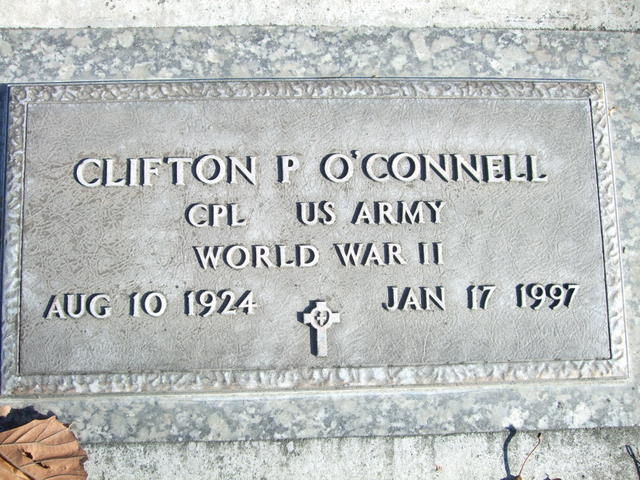 CLIFTON P O'CONNELL
CPL US ARMY
WORLD WAR II
AUG 10 1924 JAN 17 1997